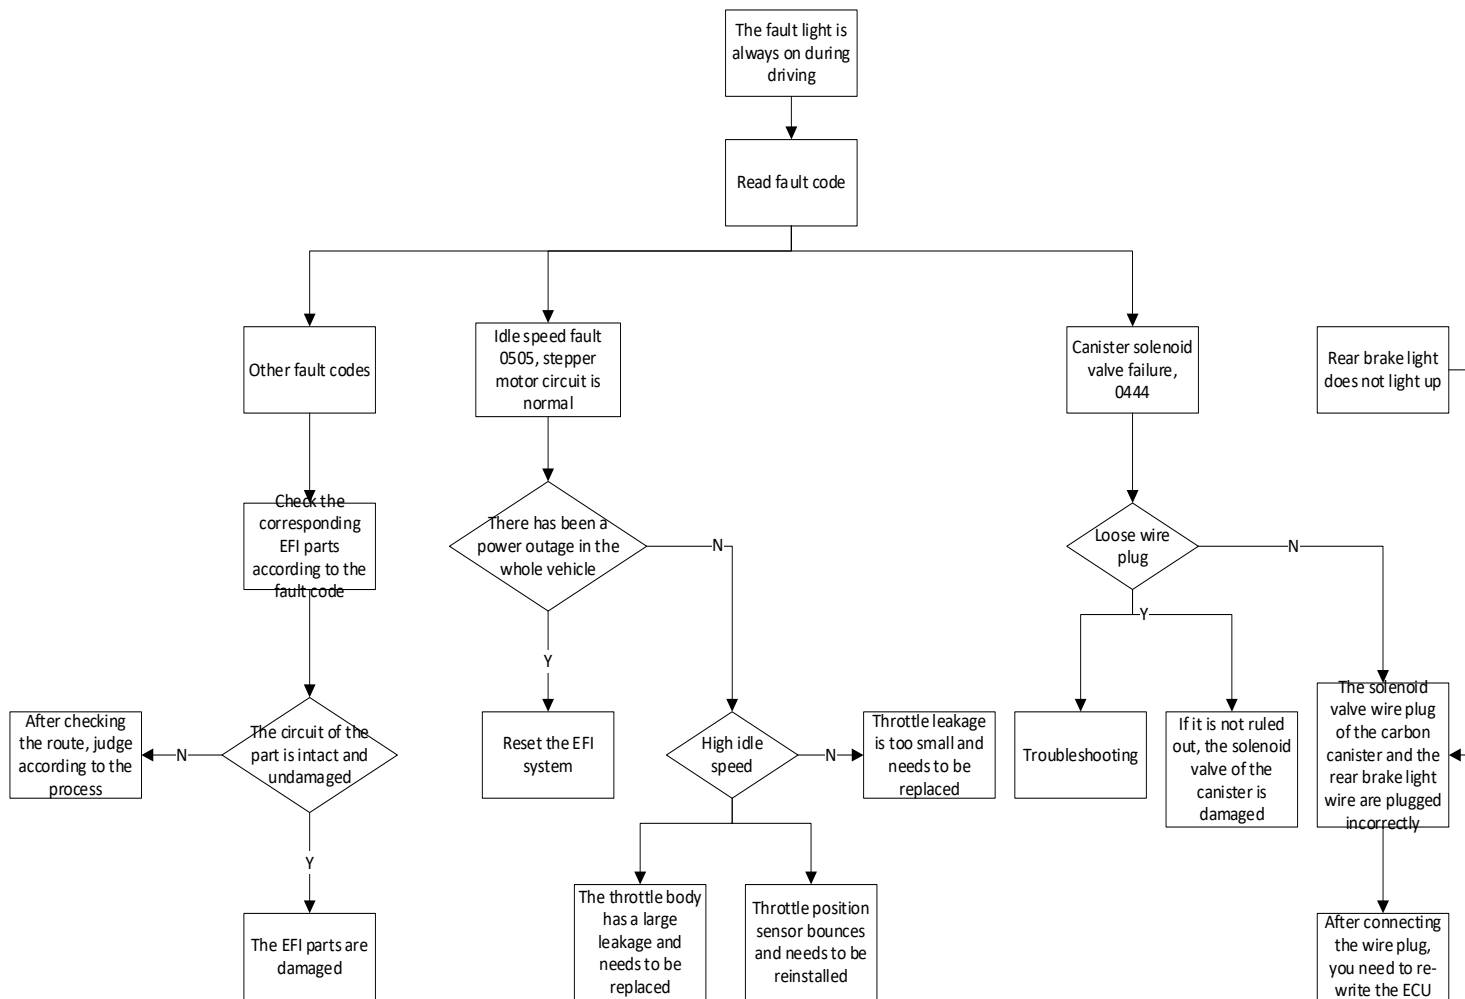 The fault light is
always on during
driving
Read fault code
Other fault codes
Idle speed fault
0505, stepper
motor circuit is
normal
Canister solenoid
valve failure,
0444
Rear brake light
does not light up
Check the
corresponding
EFI parts
according to the
fault code
There has been a
power outage in the
whole vehicle
N
Loose wire
plug
N
Y
Y
After checking
the route, judge
according to the
process
N
The circuit of the
part is intact and
undamaged
Reset the EFI
system
High idle
speed
N
Throttle leakage
is too small and
needs to be
replaced
Troubleshooting
If it is not ruled
out, the solenoid
valve of the
canister is
damaged
The solenoid
valve wire plug
of the carbon
canister and the
rear brake light
wire are plugged
incorrectly
Y
The EFI parts are
damaged
The throttle body
has a large
leakage and
needs to be
replaced
Throttle position
sensor bounces
and needs to be
reinstalled
After connecting
the wire plug,
you need to re-
write the ECU